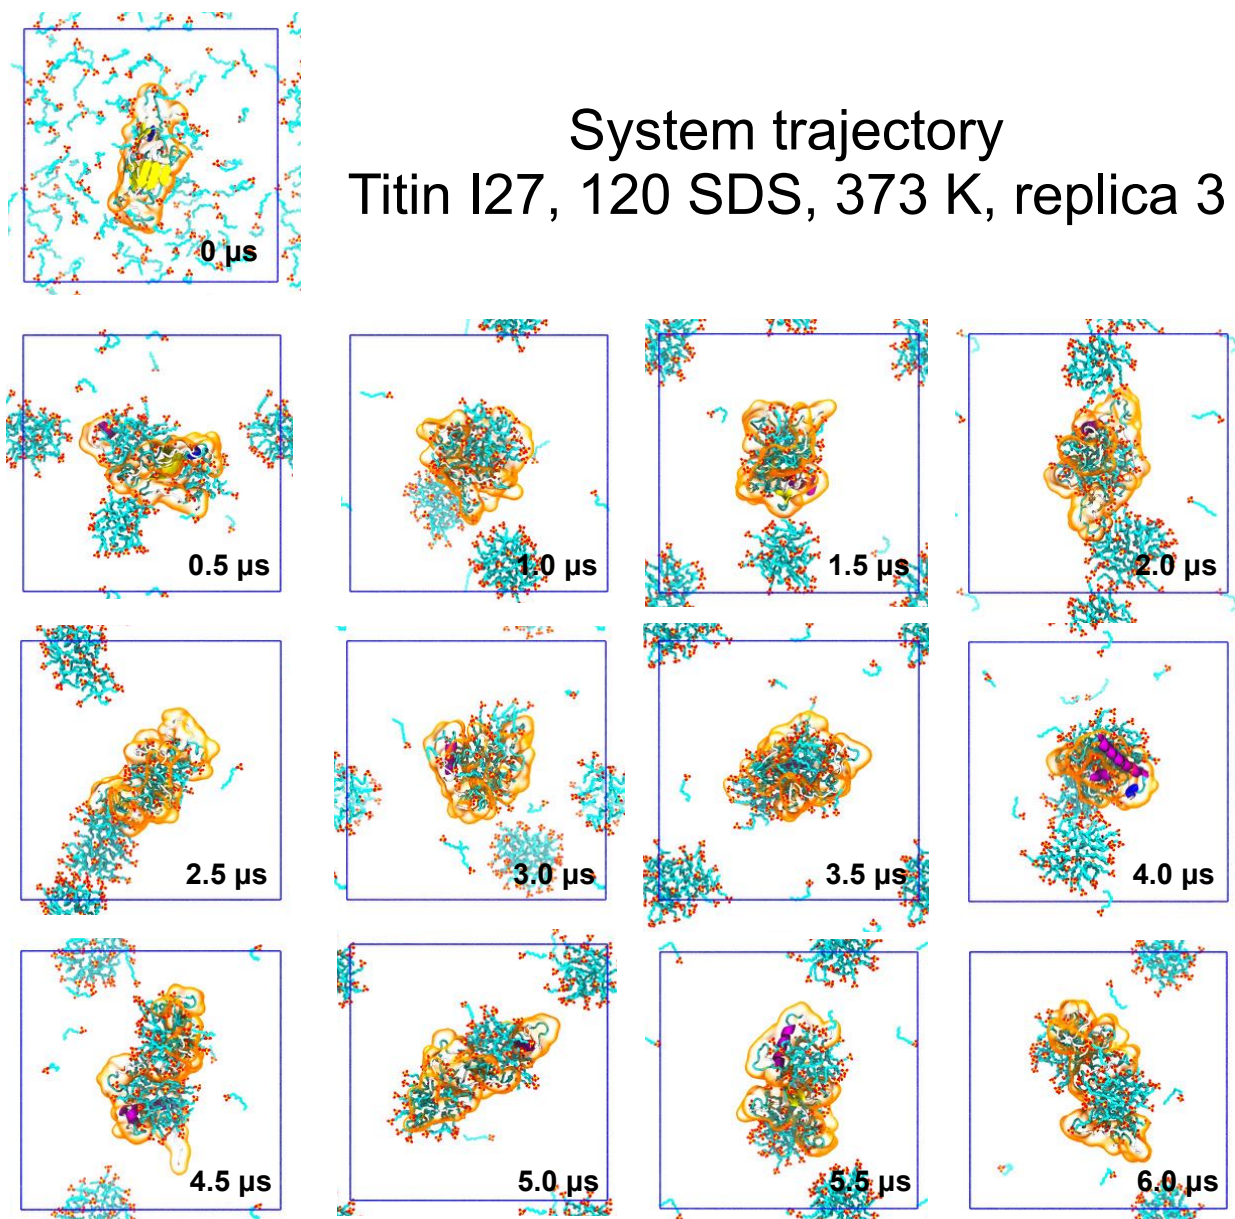 System trajectory
Titin I27, 120 SDS, 373 K, replica 3
0 µs
0.5 µs
1.0 µs
1.5 µs
2.0 µs
2.5 µs
3.0 µs
3.5 µs
4.0 µs
4.5 µs
5.0 µs
5.5 µs
6.0 µs